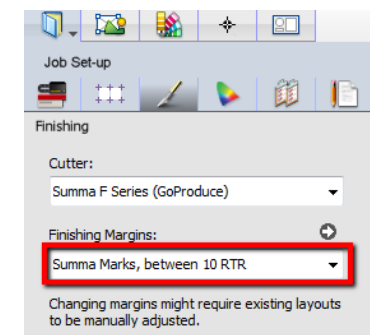 Job Set-up
Finishing
Cutter:
Summa F Series (GoProduce)
Finishing Margins:
Summa Marks, between 10 RTR
Changing margins might require existing layouts
to be manually adjusted.